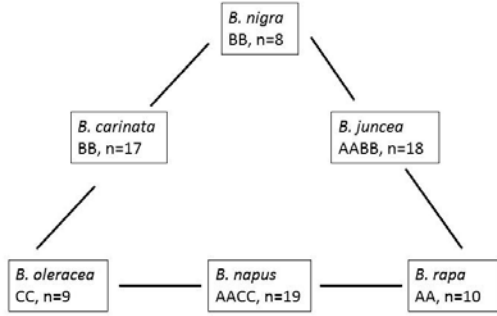 B. nigra
BB, n=8
B. carinata
BB, n=17
B. juncea
AABB, n=18
B. oleracea
CC, n=9
B. napus
AACC, n=19
B. rapa
AA, n=10